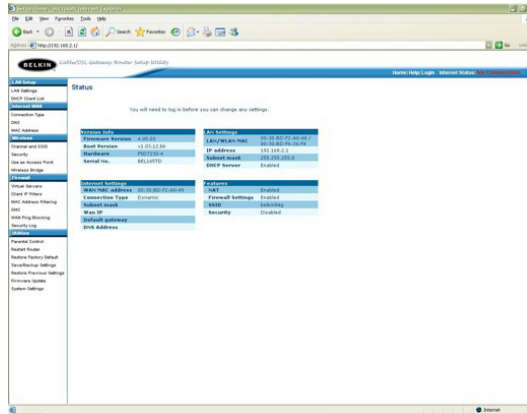 Setup Home - Microsoft Internet Explorer
File Edit View Favorites Tools Help
Back Search Favorites
Address http://192.168.2.1/ Go
BELKIN Cable/DSL Gateway Router Setup Utility
Home|Help|Login Internet Status:
LAN Setup
LAN Settings
DHCP Client List
Internet WAN
Connection Type
DNS
MAC Address
Wireless
Channel and SSID
Security
Use as Access Point
Wireless Bridge
Firewall
Virtual Servers
Client IP Filters
MAC Address Filtering
DMZ
WAN Ping Blocking
Security Log
Utilities
Parental Control
Restart Router
Restore Factory Default
Save/Backup Settings
Restore Previous Settings
Firmware Update
System Settings
Status
You will need to log in before you can change any settings.
Version Info
Firmware Version 4.05.03
Boot Version
Hardware F5D7230-4
Serial No.
LAN Settings
LAN/WLAN MAC
IP address 192.168.2.1
Subnet mask 255.255.255.0
DHCP Server Enabled
Internet Settings
WAN MAC address
Connection Type Dynamic
Subnet mask
Wan IP
Default gateway
DNS Address
Features
NAT Enabled
Firewall Settings Enabled
SSID belkin54g
Security Disabled
Internet